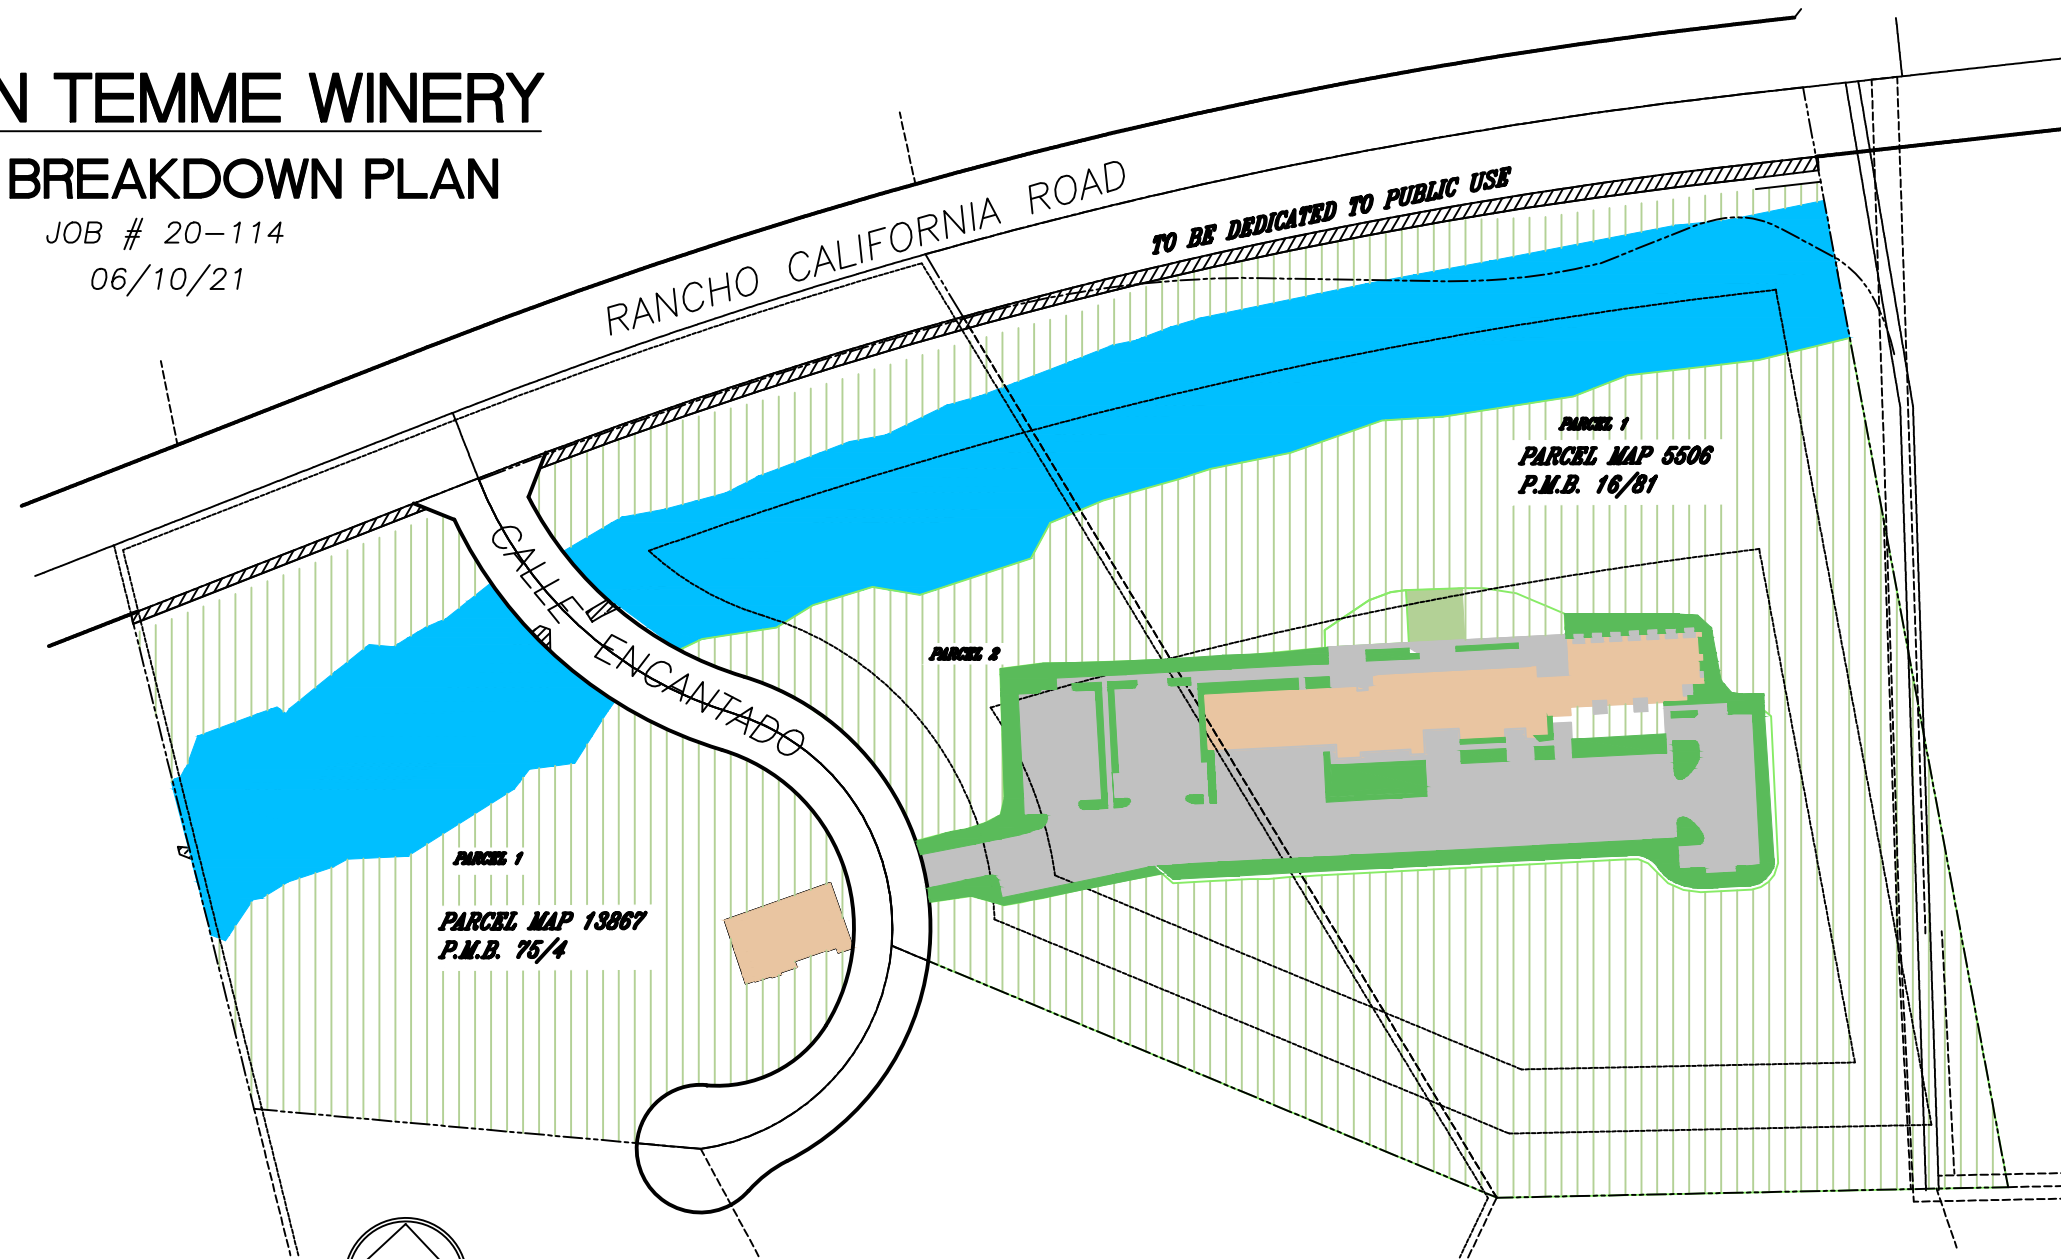 N TEMME WINERY
BREAKDOWN PLAN
JOB # 20-114
06/10/21
RANCHO CALIFORNIA ROAD
TO BE DEDICATED TO PUBLIC USE
CALLE ENCANTADO
PARCEL 1
PARCEL MAP 5506
P.M.B. 16/81
PARCEL 2
PARCEL 1
PARCEL MAP 13867
P.M.B. 75/4